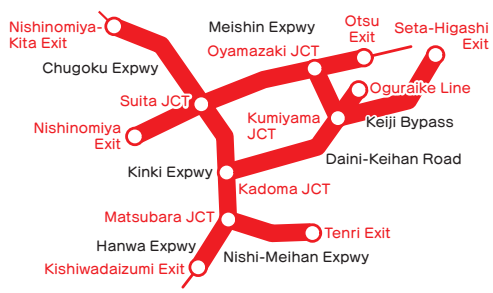 Nishinomiya-
Kita Exit
Meishin Expwy
Otsu
Exit
Seta-Higashi
Exit
Oyamazaki JCT
Chugoku Expwy
Oguraike Line
Suita JCT
Kumiyama
JCT
Keiji Bypass
Nishinomiya
Exit
Daini-Keihan Road
Kinki Expwy
Kadoma JCT
Matsubara JCT
Tenri Exit
Hanwa Expwy
Nishi-Meihan Expwy
Kishiwadaizumi Exit